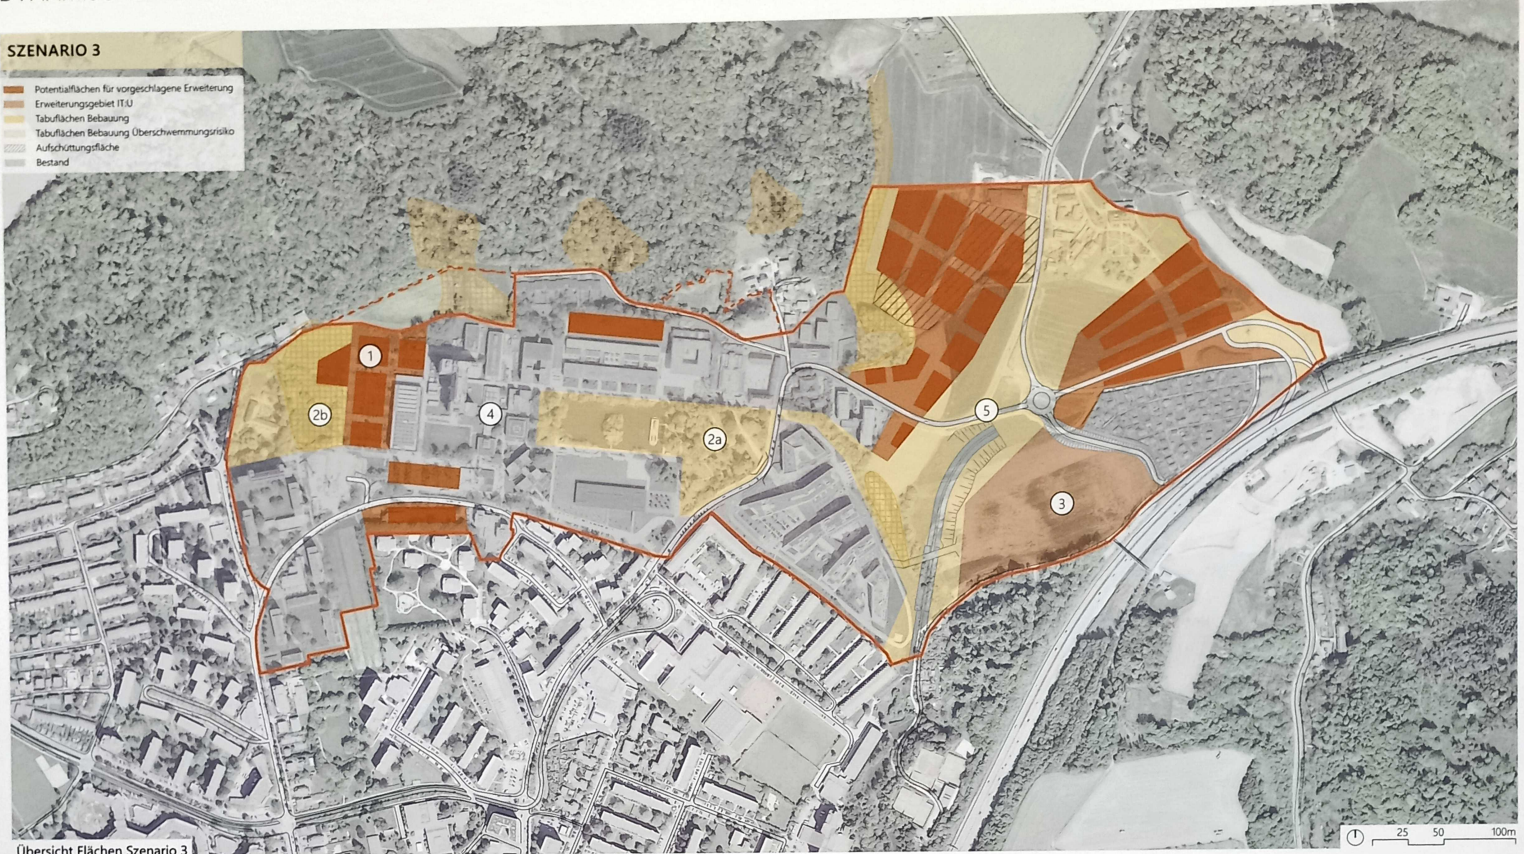 SZENARIO 3
Potentialflächen für vorgeschlagene Erweiterung
Erweiterungsgebiet IT:U
Tabuflächen Bebauung
Tabuflächen Bebauung Überschwemmungsrisiko
Aufschüttungsfläche
Bestand
1
2b
4
2a
5
3
25 50 100m
Übersicht Flächen Szenario 3